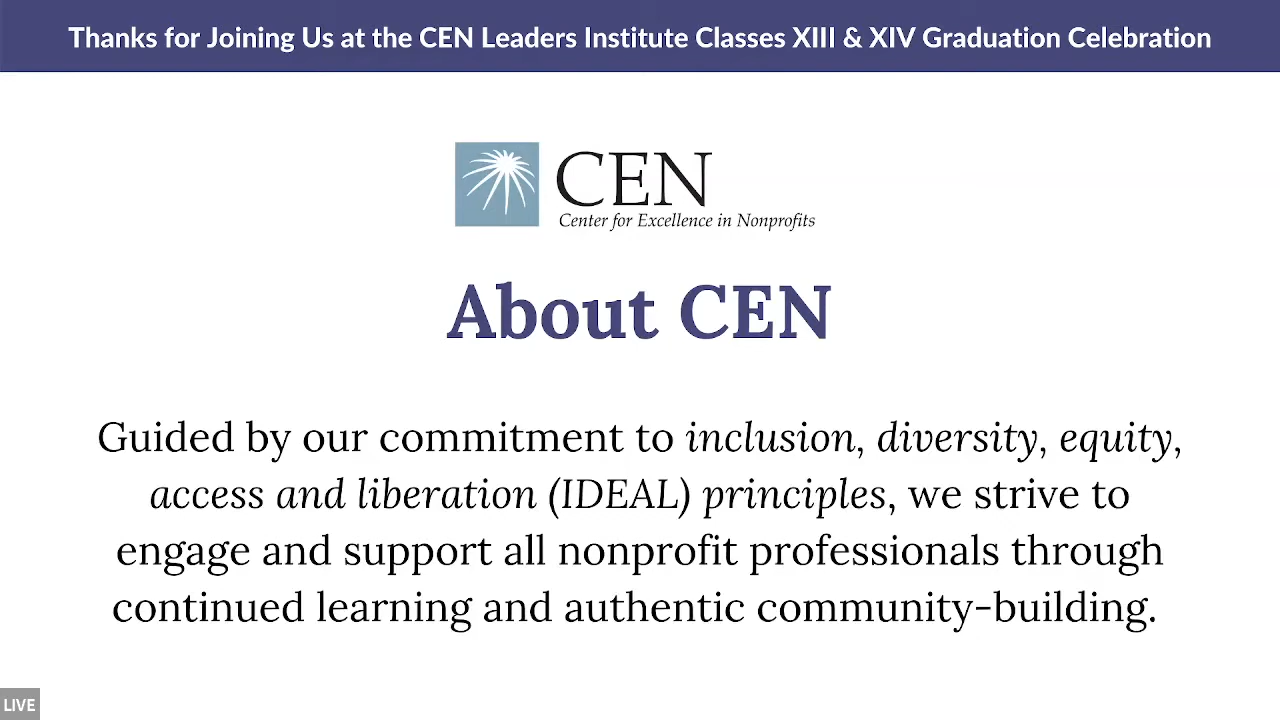 Thanks for Joining Us at the CEN Leaders Institute Classes XIII & XIV Graduation Celebration
CEN
Center for Excellence in Nonprofits
About CEN
Guided by our commitment to inclusion, diversity, equity,
access and liberation (IDEAL) principles, we strive to
engage and support all nonprofit professionals through
continued learning and authentic community-building.
LIVE